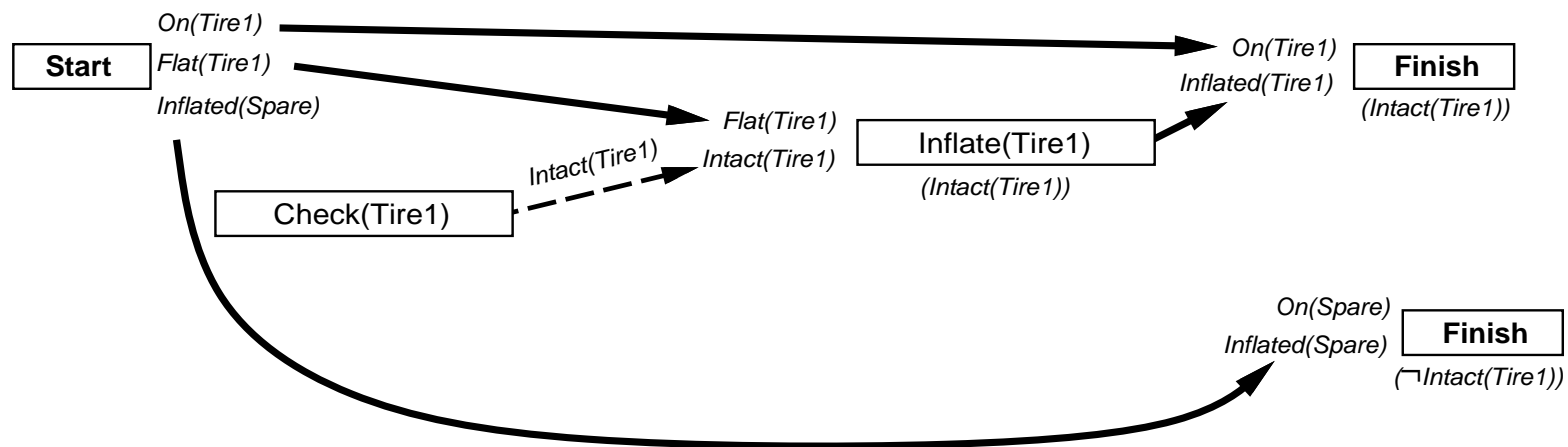 On(Tire1)
Start
Flat(Tire1)
Inflated(Spare)
On(Tire1)
Inflated(Tire1)
Finish
(Intact(Tire1))
Flat(Tire1)
Intact(Tire1)
Inflate(Tire1)
(Intact(Tire1))
Intact(Tire1)
Check(Tire1)
On(Spare)
Inflated(Spare)
Finish
(¬Intact(Tire1))